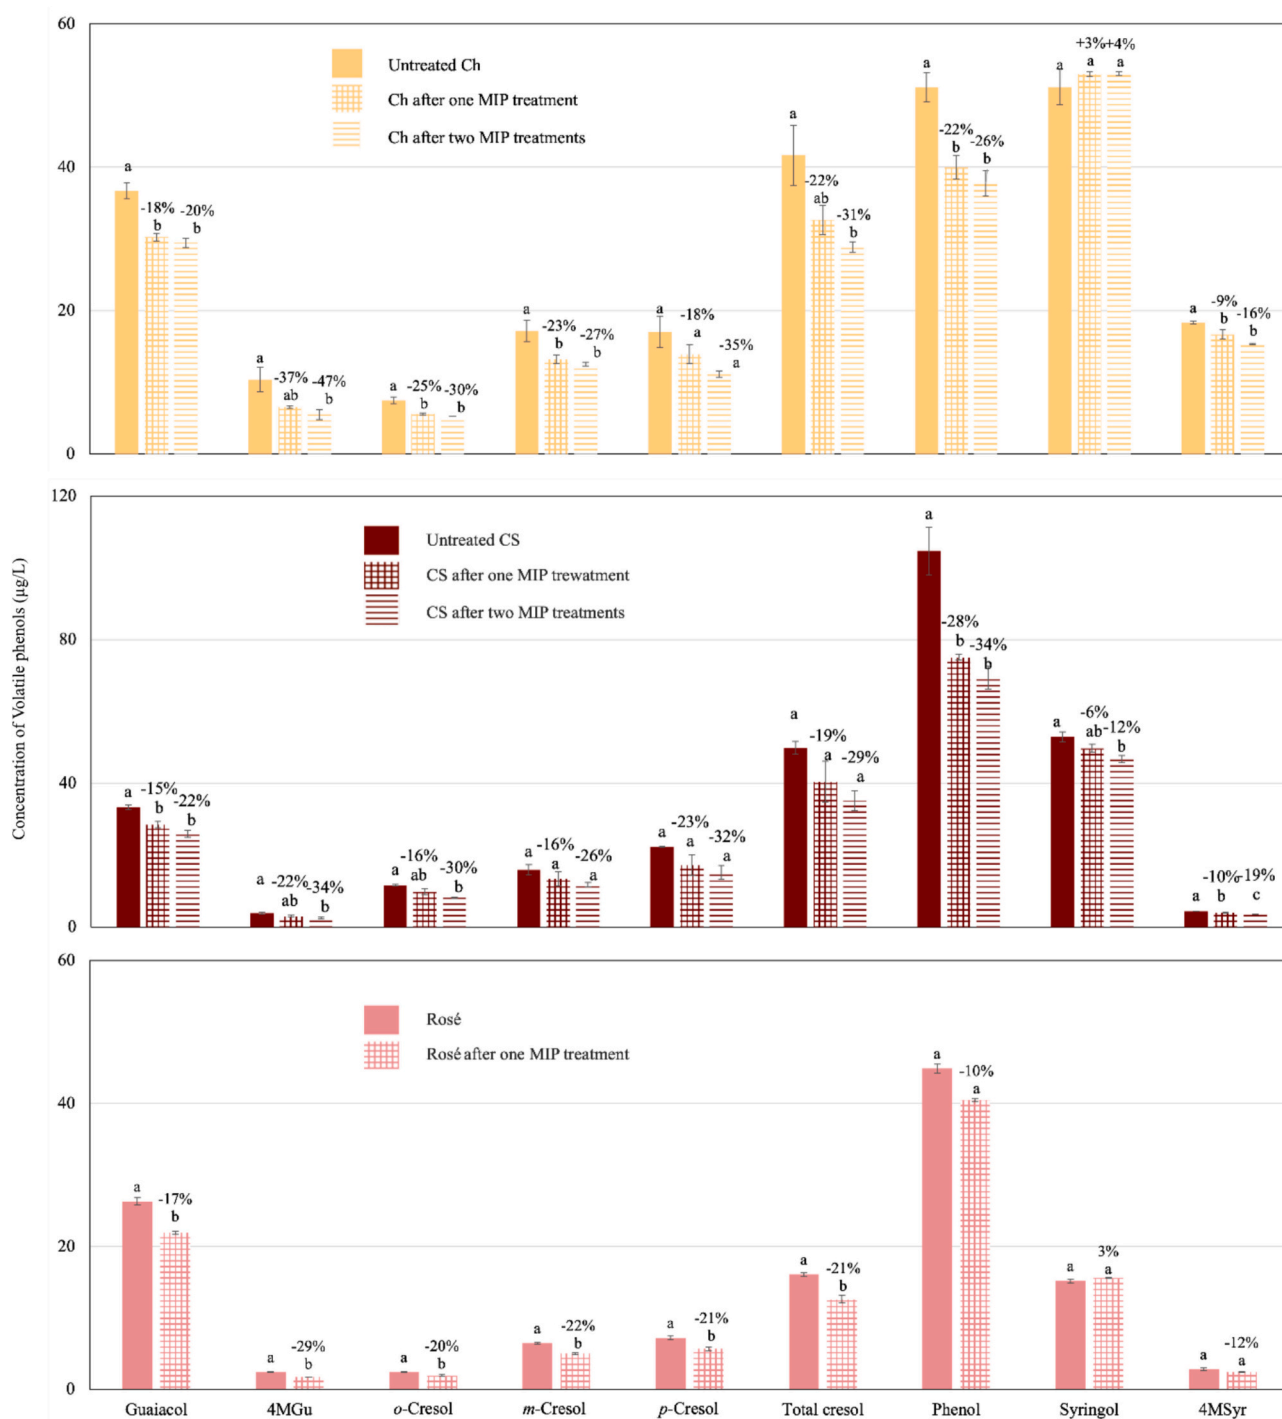 60
40
20
0
Untreated Ch
Ch after one MIP treatment
Ch after two MIP treatments
a
-18%
b
-20%
b
a
-37%
ab
-47%
b
a
-25%
b
-30%
b
a
-23%
b
-27%
b
a
-18%
a
-35%
a
a
-22%
ab
-31%
b
a
-22%
b
-26%
b
a
+3%
a
+4%
a
a
-9%
b
-16%
b
Concentration of Volatile phenols (µg/L)
120
80
40
0
Untreated CS
CS after one MIP trewatment
CS after two MIP treatments
a
-15%
b
-22%
b
a
-22%
ab
-34%
b
a
-16%
ab
-30%
b
a
-16%
a
-26%
a
a
-23%
a
-32%
a
a
-19%
a
-29%
a
a
-28%
b
-34%
b
a
-6%
ab
-12%
b
a
-10%
b
-19%
c
60
40
20
0
Rosé
Rosé after one MIP treatment
a
-17%
b
a
-29%
b
a
-20%
b
a
-22%
b
a
-21%
b
a
-21%
b
a
-10%
a
a
3%
a
a
-12%
a
Guaiacol
4MGu
o-Cresol
m-Cresol
p-Cresol
Total cresol
Phenol
Syringol
4MSyr